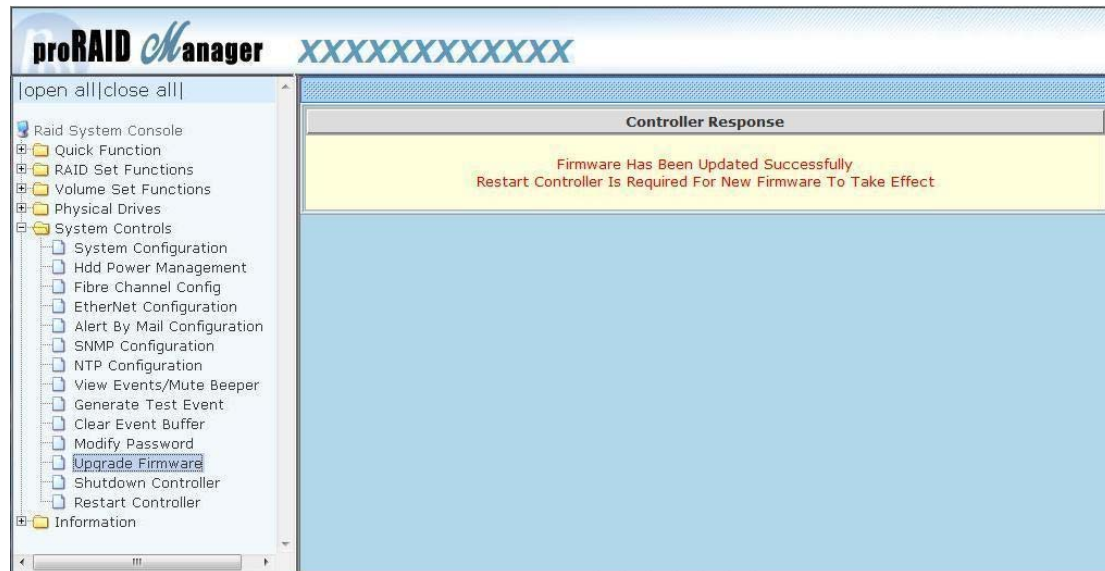 proRAID Manager XXXXXXXXXXXX
|open all|close all|
Raid System Console
Quick Function
RAID Set Functions
Volume Set Functions
Physical Drives
System Controls
System Configuration
Hdd Power Management
Fibre Channel Config
EtherNet Configuration
Alert By Mail Configuration
SNMP Configuration
NTP Configuration
View Events/Mute Beeper
Generate Test Event
Clear Event Buffer
Modify Password
Upgrade Firmware
Shutdown Controller
Restart Controller
Information
Controller Response
Firmware Has Been Updated Successfully
Restart Controller Is Required For New Firmware To Take Effect